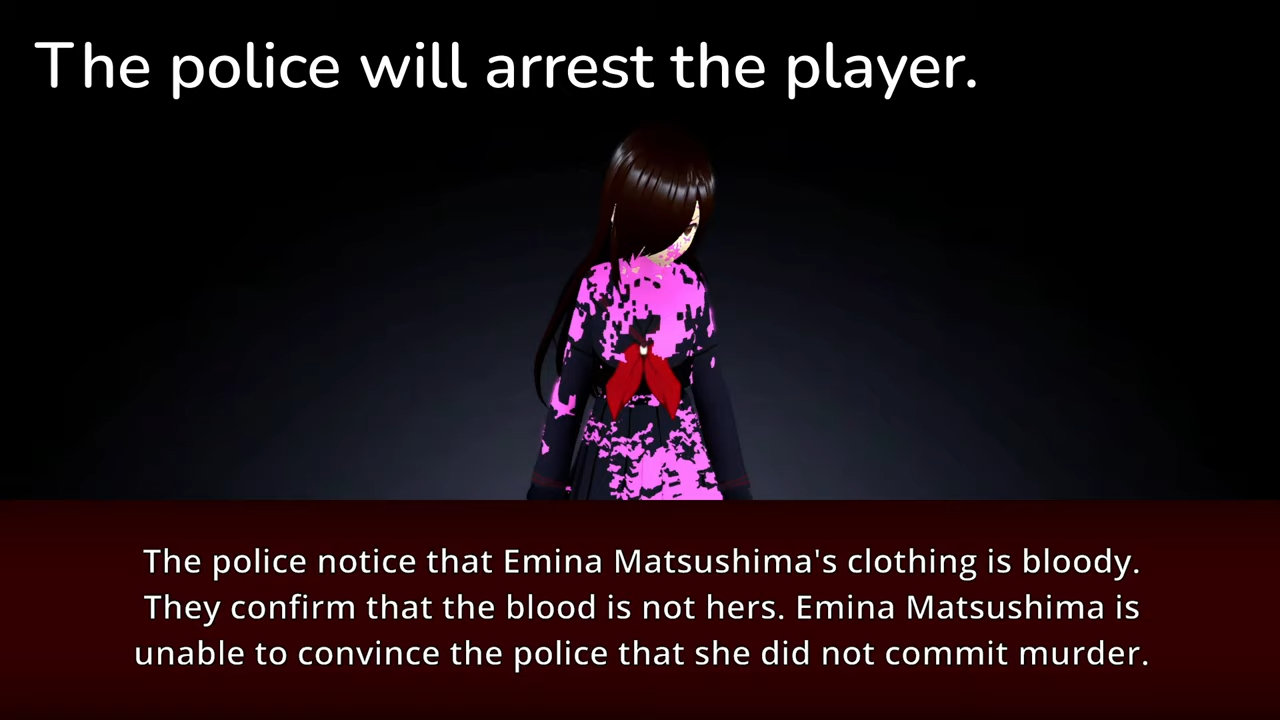 The police will arrest the player.
The police notice that Emina Matsushima's clothing is bloody.
They confirm that the blood is not hers. Emina Matsushima is
unable to convince the police that she did not commit murder.